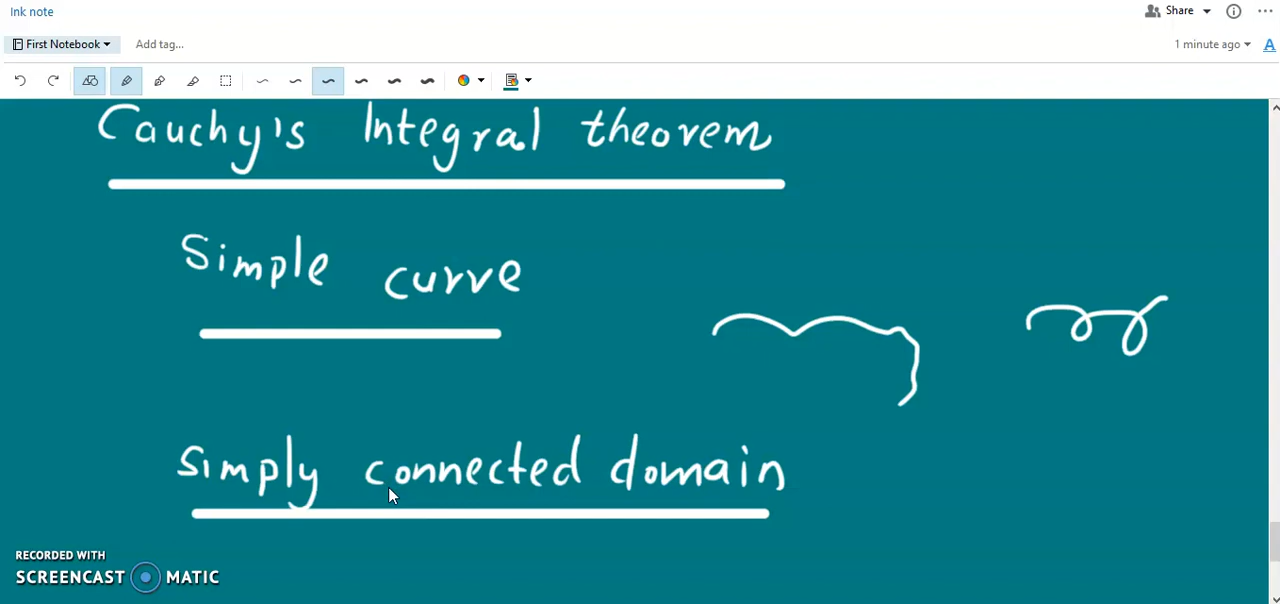 Ink note
Share
First Notebook
Add tag...
1 minute ago
A
Cauchy's Integral theorem
Simple curve
Simply connected domain
RECORDED WITH
SCREENCAST MATIC